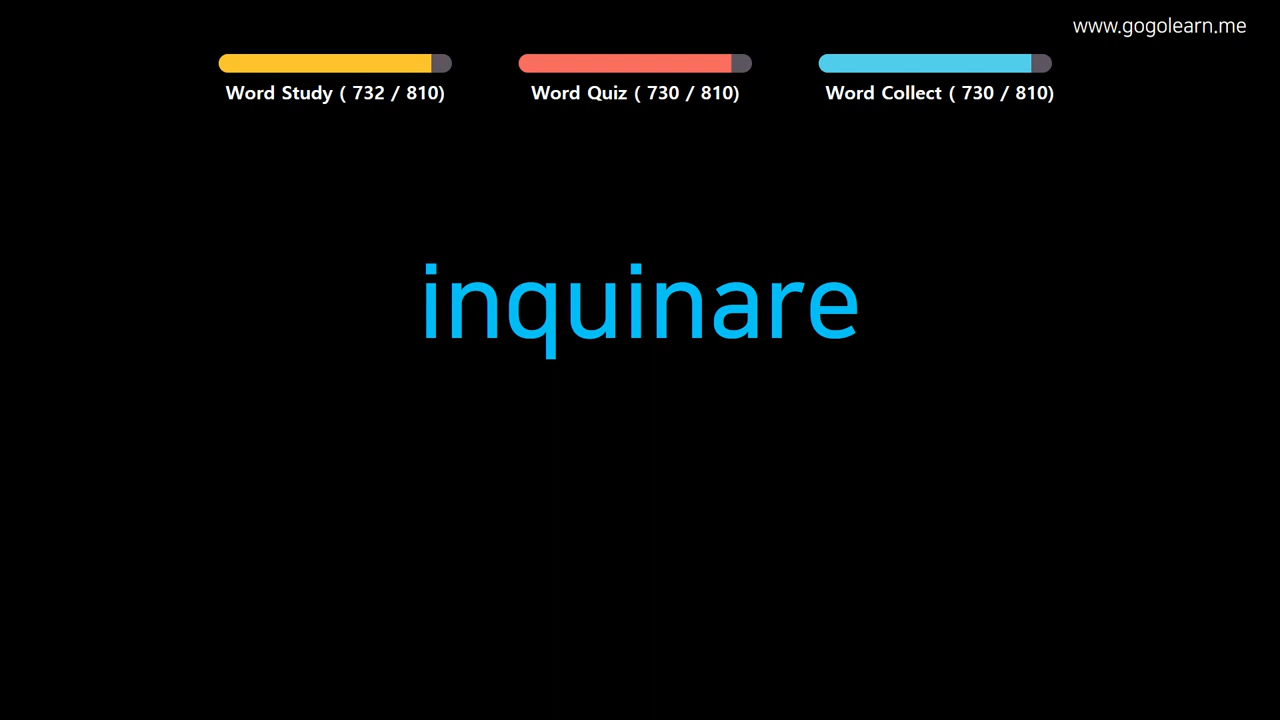 www.gogolearn.me
Word Study ( 732 / 810)
Word Quiz ( 730 / 810)
Word Collect ( 730 / 810)
inquinare